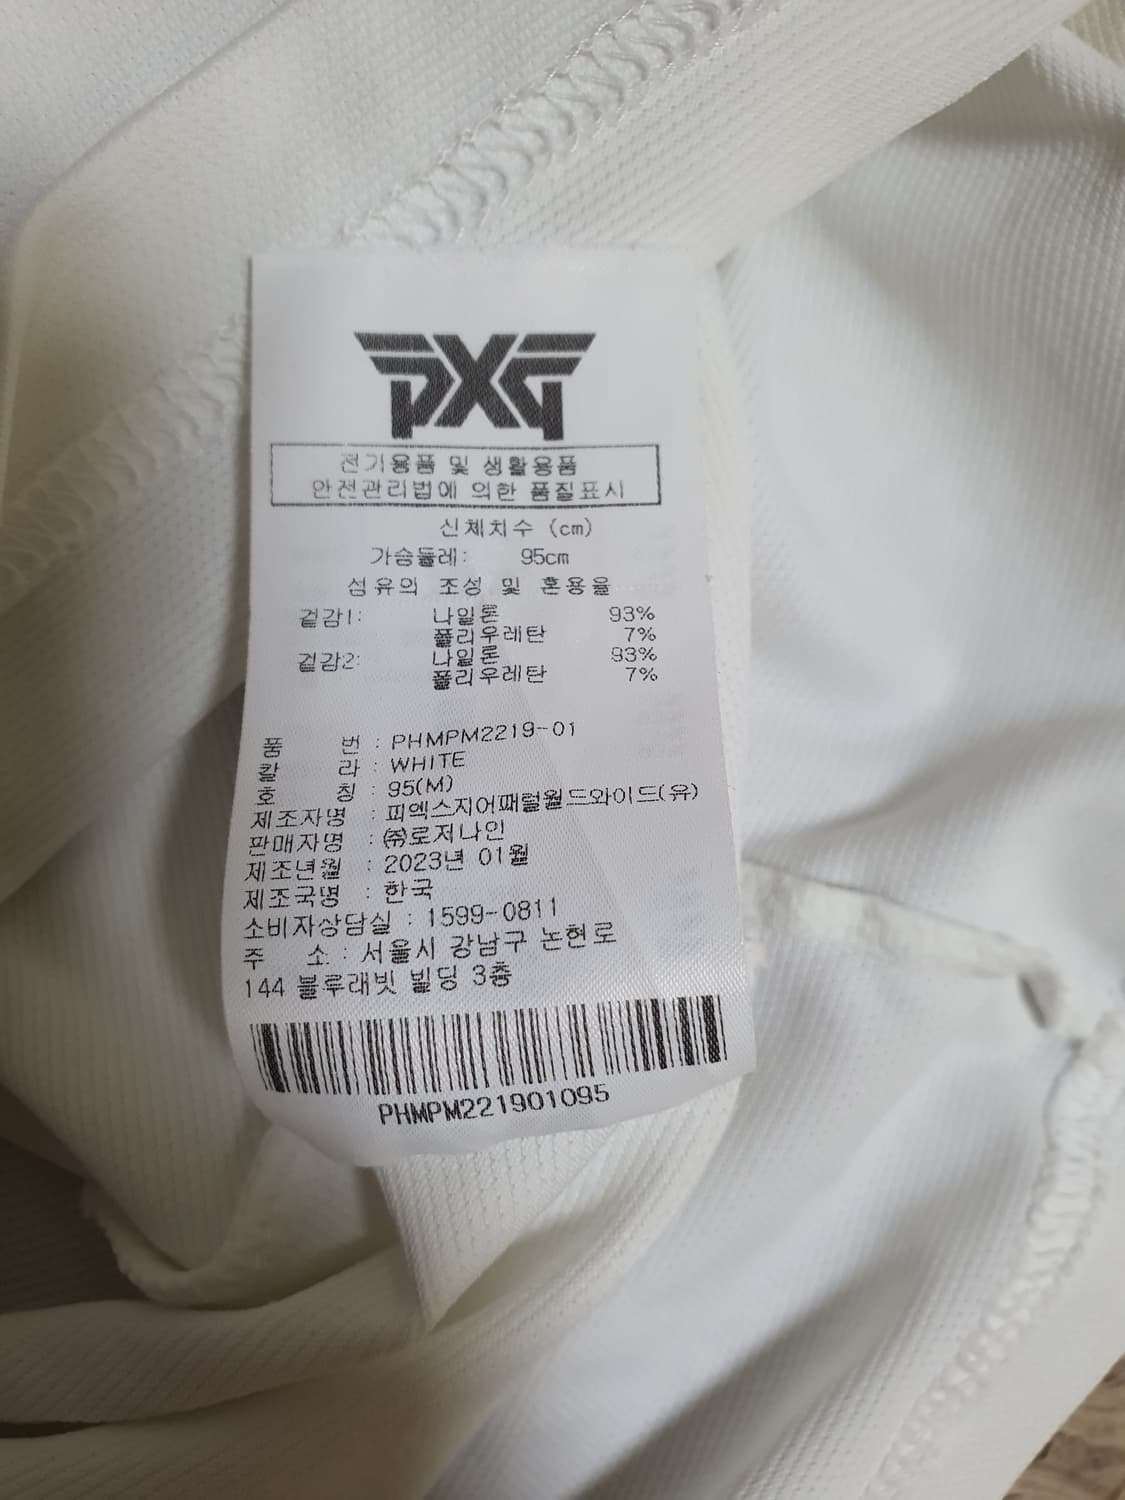 PXG
전기용품 및 생활용품
안전관리법에 의한 품질표시
신체치수 (cm)
가슴둘레: 95cm
섬유의 조성 및 혼용율
겉감1: 나일론 93%
폴리우레탄 7%
겉감2: 나일론 93%
폴리우레탄 7%
품 번 : PHMPM2219-01
칼 라 : WHITE
호 칭 : 95(M)
제조자명 : 피엑스지어패럴월드와이드(유)
판매자명 : ㈜로저나인
제조년월 : 2023년 01월
제조국명 : 한국
소비자상담실 : 1599-0811
주 소 : 서울시 강남구 논현로
144 블루래빗 빌딩 3층
PHMPM221901095